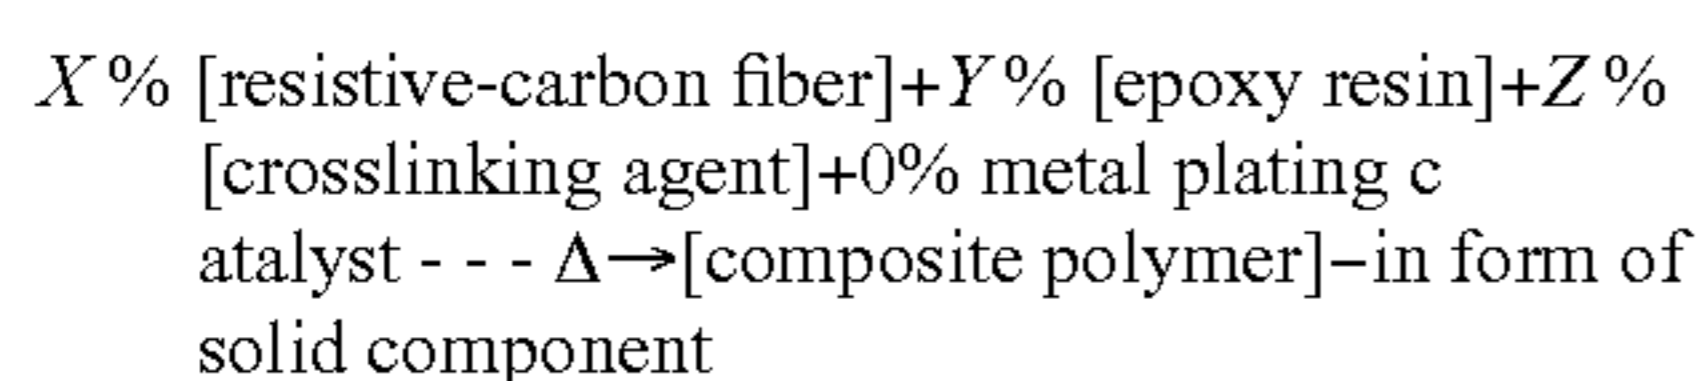 X% [resistive-carbon fiber]+Y% [epoxy resin]+Z%
[crosslinking agent]+0% metal plating c
atalyst - - - Δ→[composite polymer]–in form of
solid component